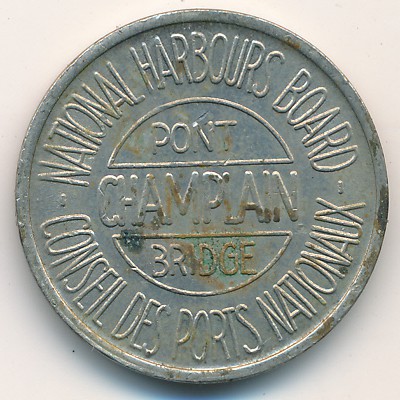 NATIONAL HARBOURS BOARD
PONT
CHAMPLAIN
BRIDGE
CONSEIL DES PORTS NATIONAUX